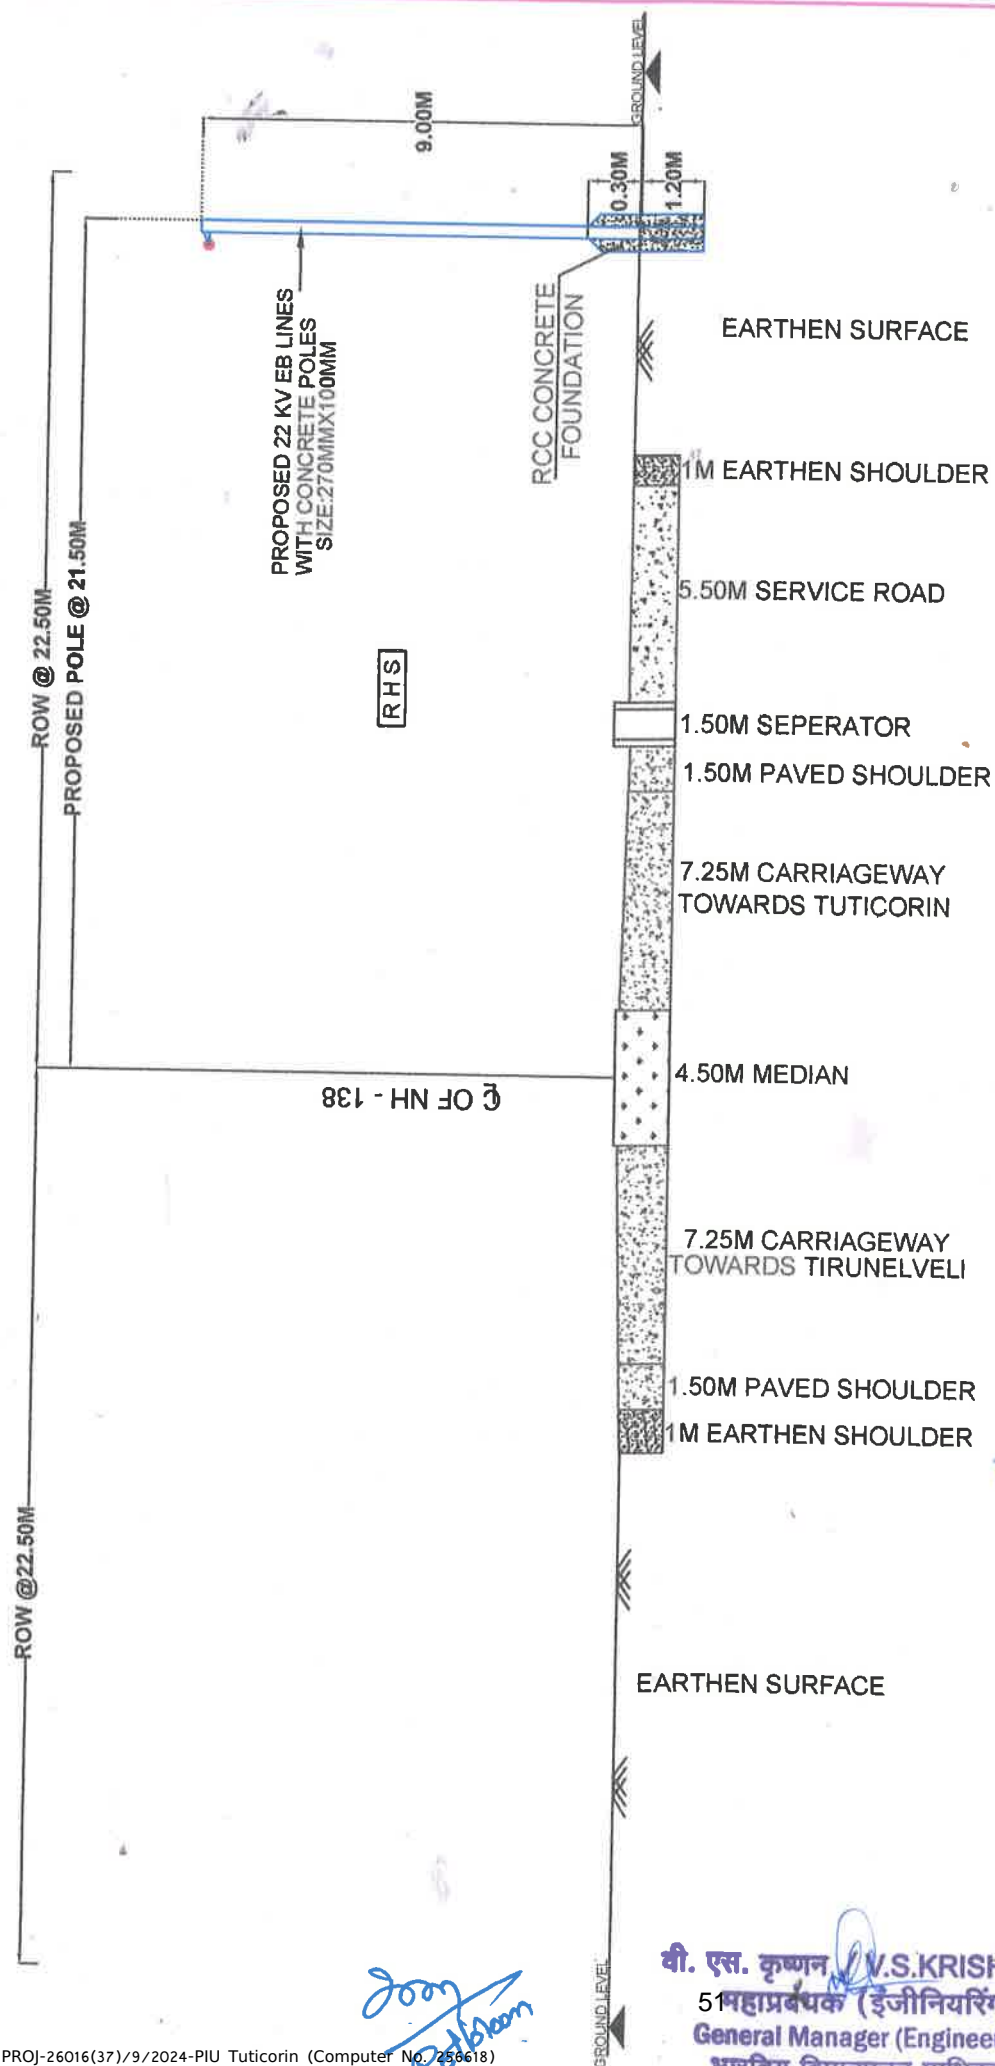 GROUND LEVEL
9.00M
0.30M
1.20M
PROPOSED 22 KV EB LINES
WITH CONCRETE POLES
SIZE:270MMX100MM
RCC CONCRETE
FOUNDATION
EARTHEN SURFACE
1M EARTHEN SHOULDER
5.50M SERVICE ROAD
ROW @ 22.50M
PROPOSED POLE @ 21.50M
RHS
1.50M SEPERATOR
1.50M PAVED SHOULDER
7.25M CARRIAGEWAY
TOWARDS TUTICORIN
4.50M MEDIAN
℄ OF NH - 138
7.25M CARRIAGEWAY
TOWARDS TIRUNELVELI
1.50M PAVED SHOULDER
1M EARTHEN SHOULDER
ROW @22.50M
EARTHEN SURFACE
GROUND LEVEL
वी. एस. कृष्णन / V.S.KRISH
51
महाप्रबंधक (इंजीनियरिंग
General Manager (Engineer
PROJ-26016(37)/9/2024-PIU Tuticorin (Computer No. 256618)